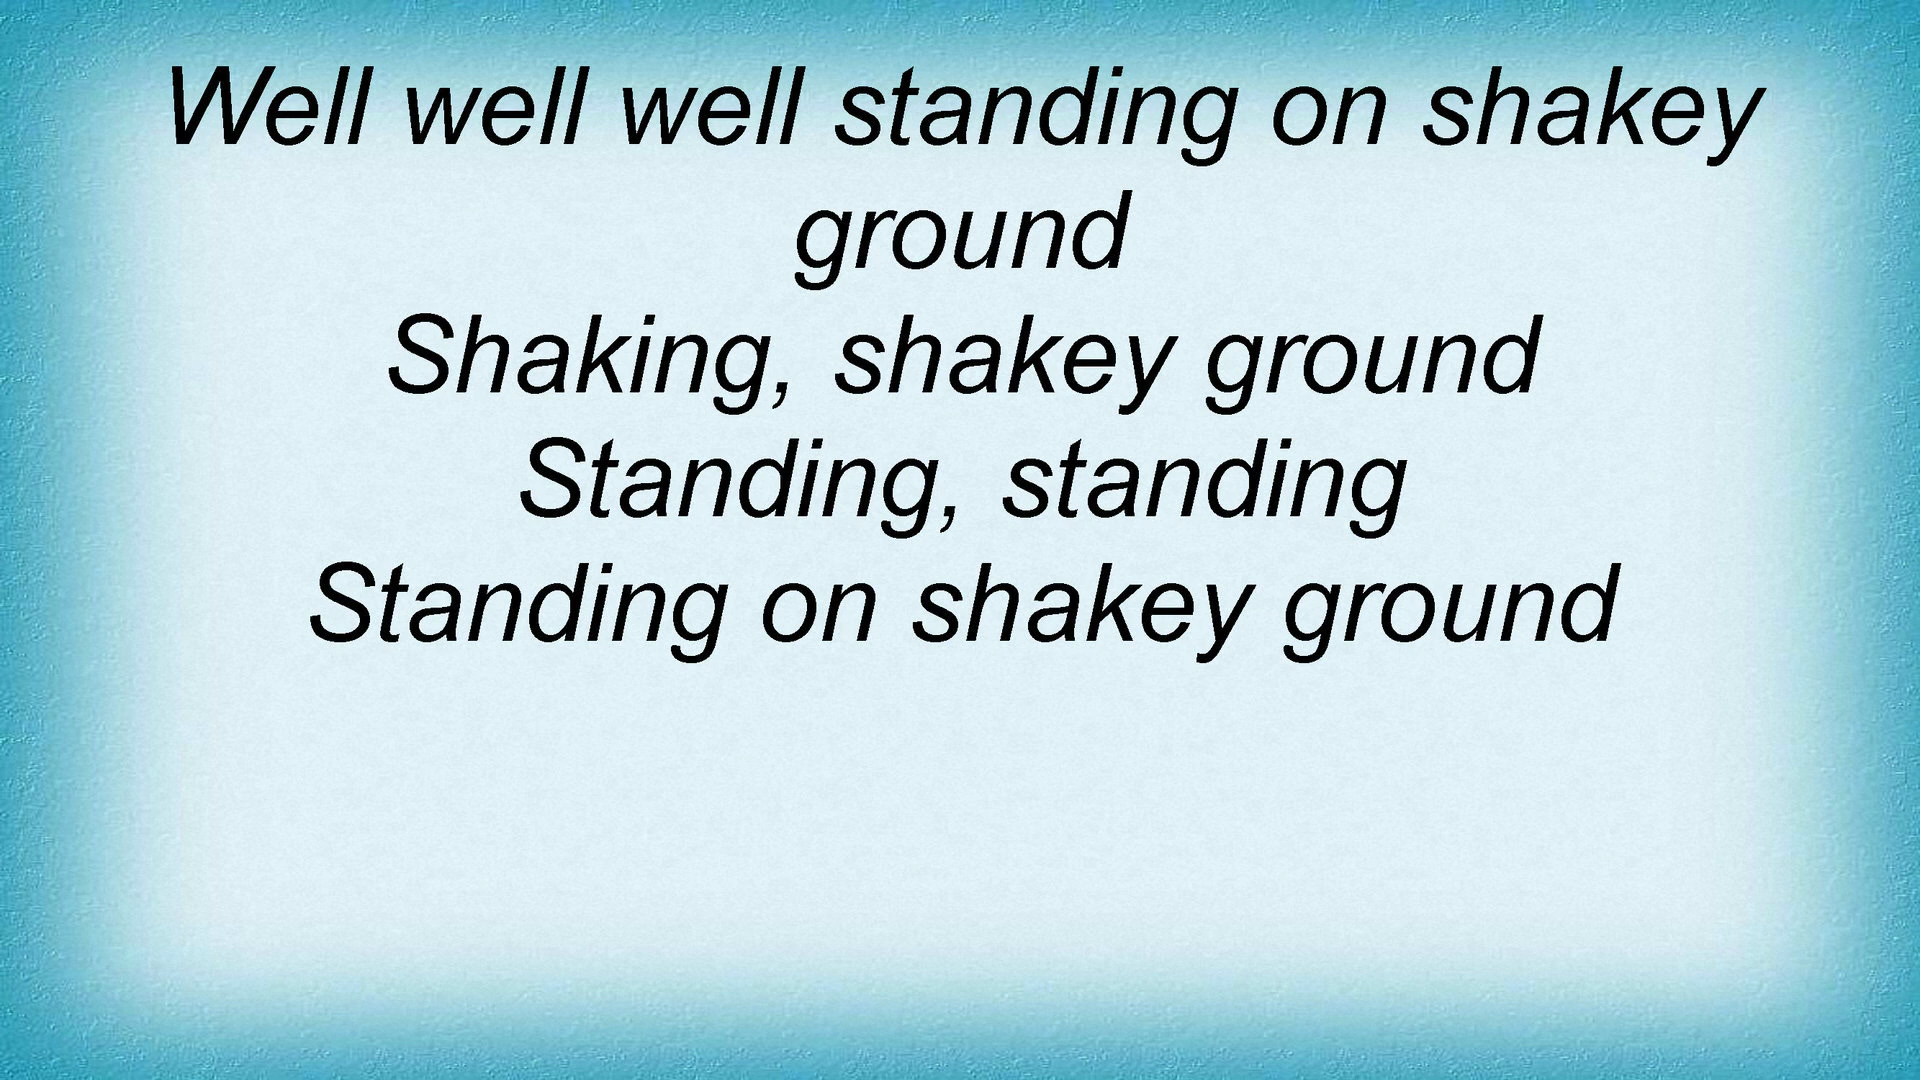 Well well well standing on shakey
ground
Shaking, shakey ground
Standing, standing
Standing on shakey ground